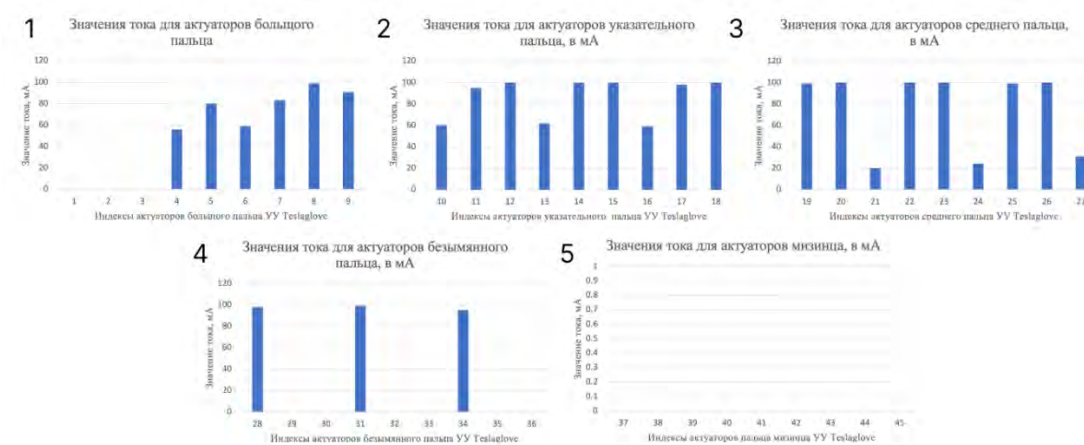 1
Значения тока для актуаторов большого
пальца
120
100
80
60
40
20
0
Значение тока, мА
1 2 3 4 5 6 7 8 9
Индексы актуаторов большого пальца УУ Teslaglove
2
Значения тока для актуаторов указательного
пальца, в мА
120
100
80
60
40
20
0
Значение тока, мА
10 11 12 13 14 15 16 17 18
Индексы актуаторов указательного пальца УУ Teslaglove
3
Значения тока для актуаторов среднего пальца,
в мА
120
100
80
60
40
20
0
Значение тока, мА
19 20 21 22 23 24 25 26 27
Индексы актуаторов среднего пальца УУ Teslaglove
4
Значения тока для актуаторов безымянного
пальца, в мА
120
100
80
60
40
20
0
Значение тока, мА
28 29 30 31 32 33 34 35 36
Индексы актуаторов безымянного пальца УУ Teslaglove
5
Значения тока для актуаторов мизинца, в мА
1
0.9
0.8
0.7
0.6
0.5
0.4
0.3
0.2
0.1
0
Значение тока, мА
37 38 39 40 41 42 43 44 45
Индексы актуаторов пальца мизинца УУ Teslaglove